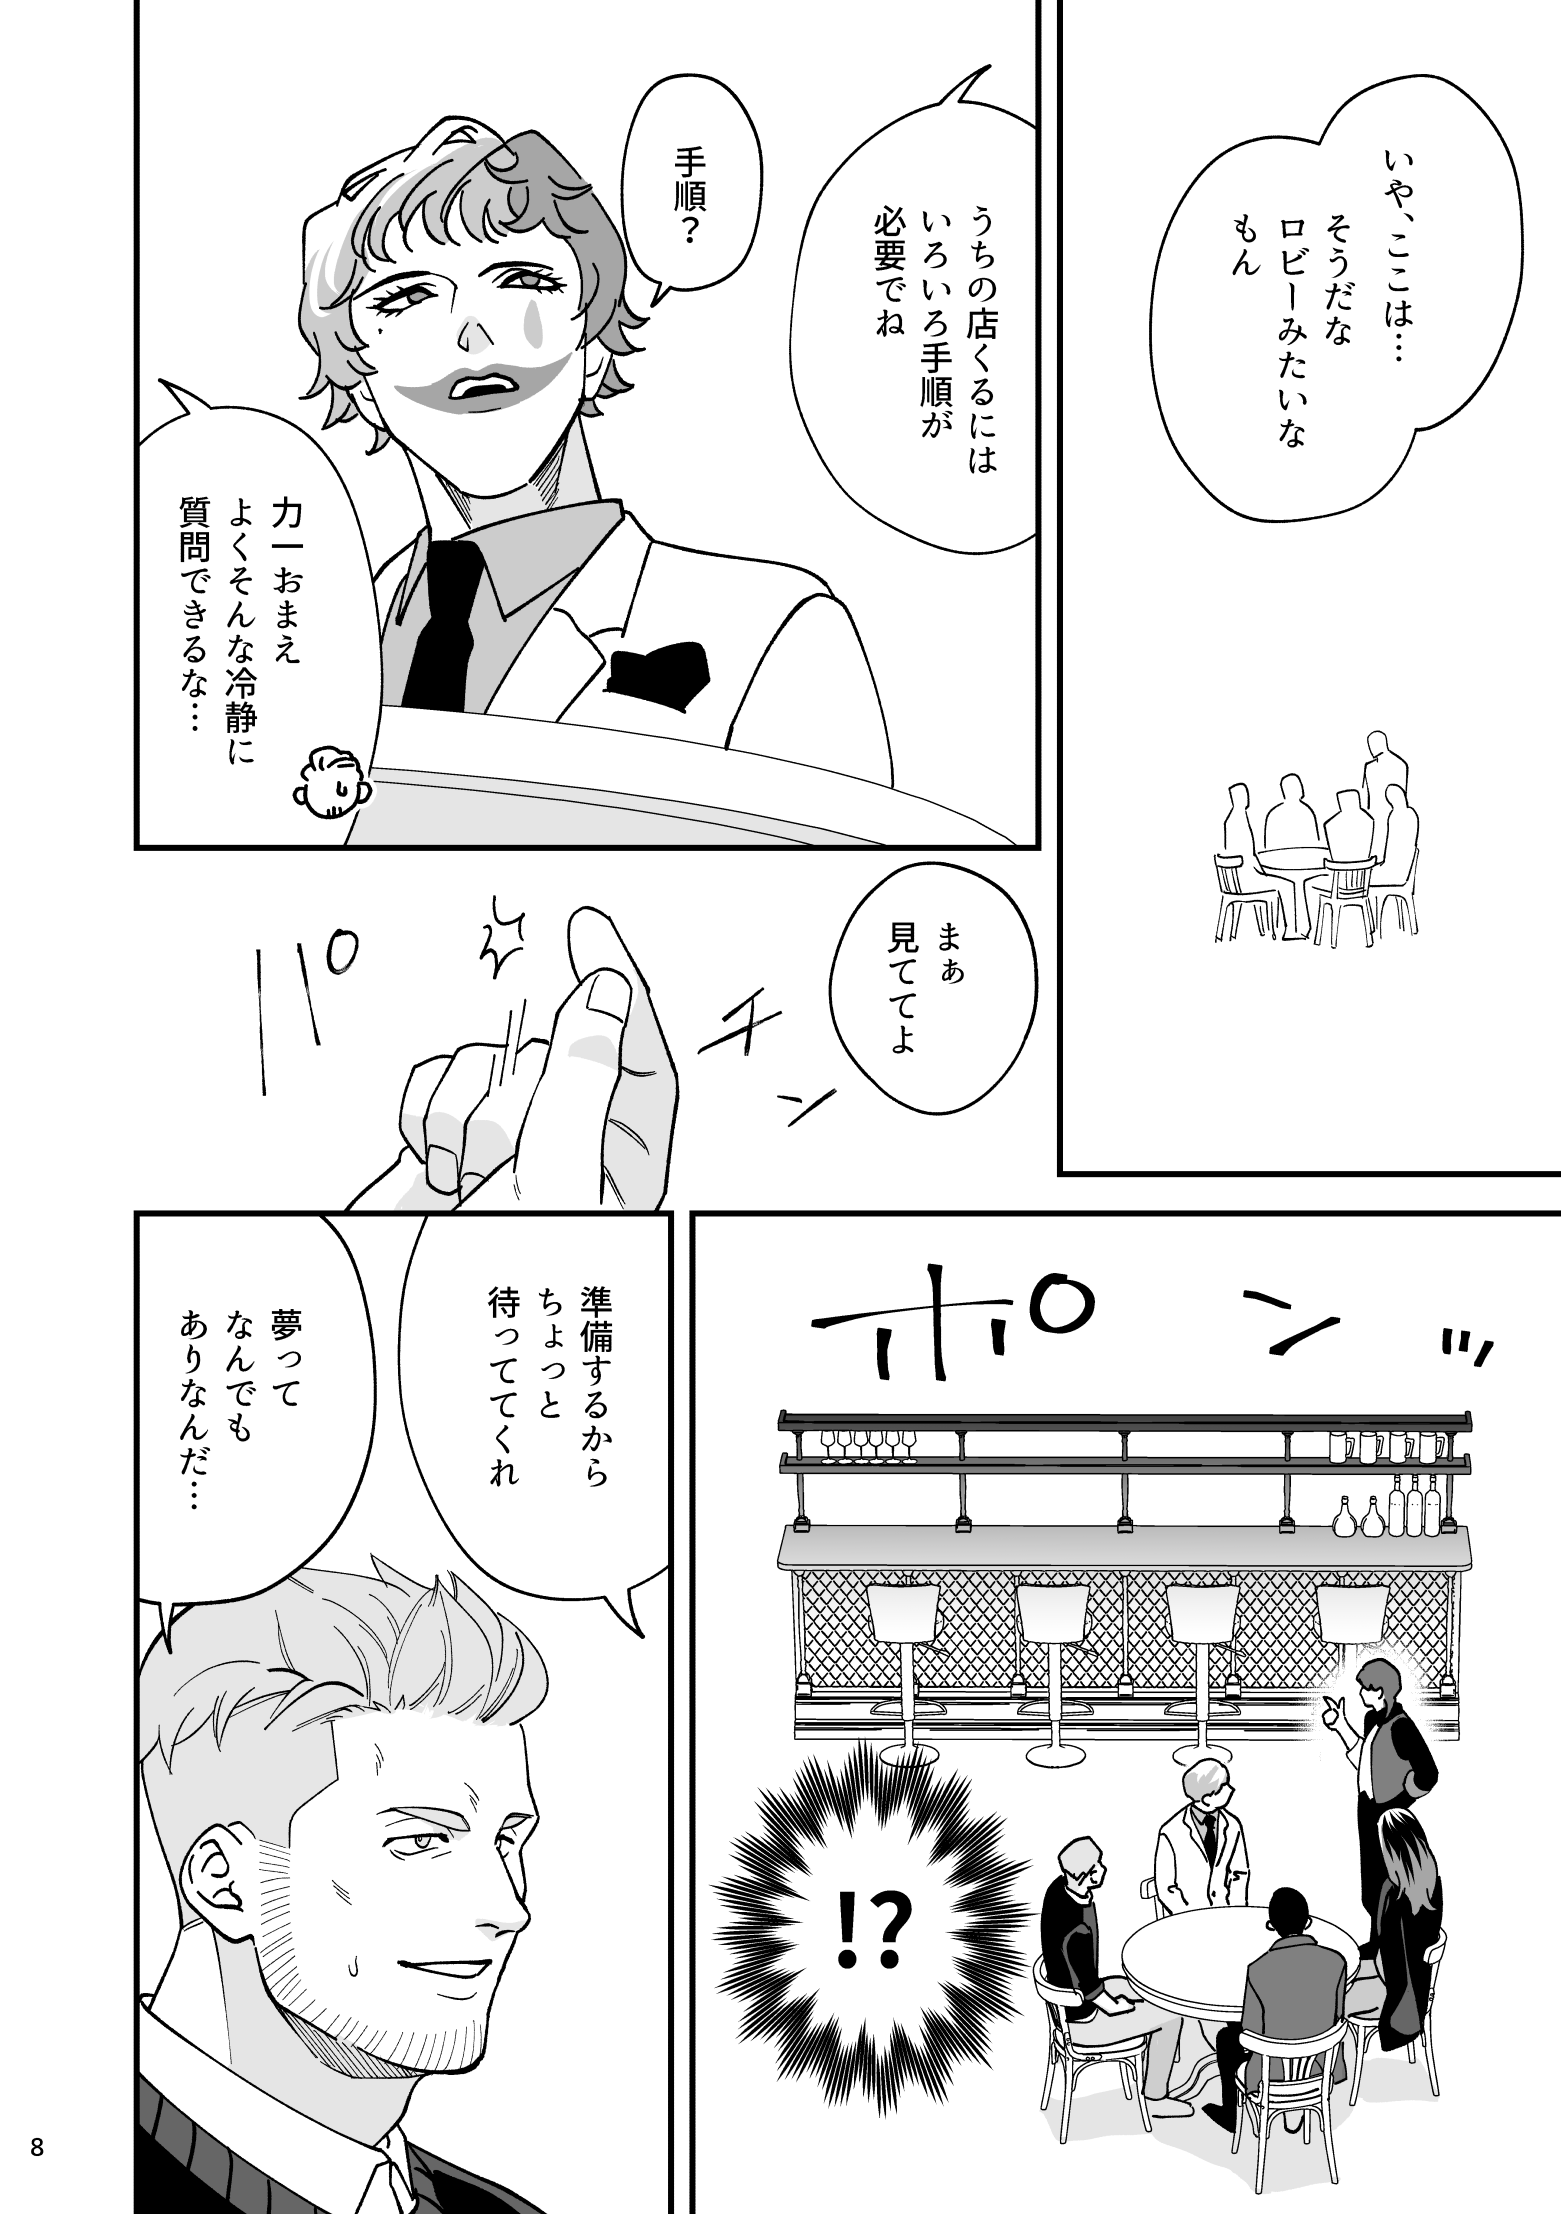 いや、ここは…
そうだな
ロビーみたいな
もん
うちの店くるには
いろいろ手順が
必要でね
手順？
力一おまえ
よくそんな冷静に
質問できるな…
まぁ
見ててよ
パチン
ポンッ
!?
準備するから
ちょっと
待っててくれ
夢って
なんでも
ありなんだ…
8